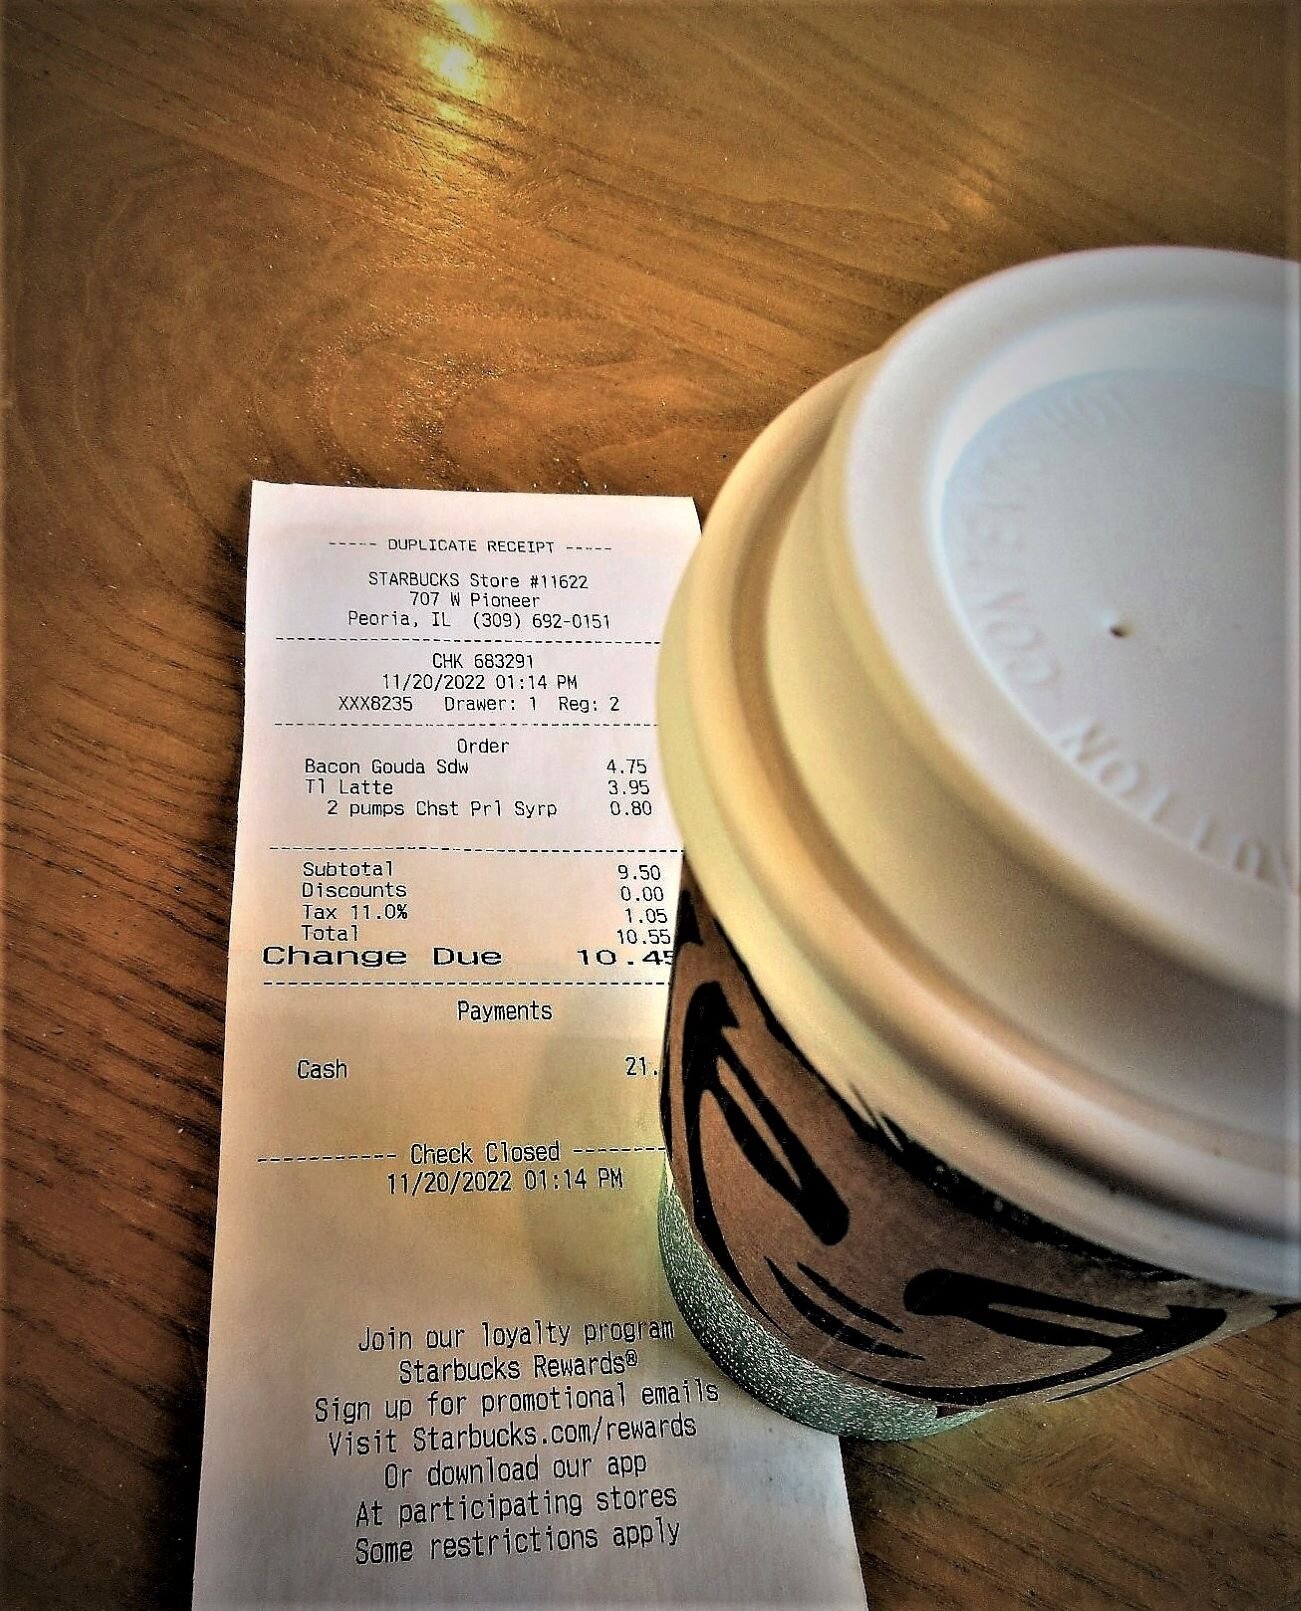 ----- DUPLICATE RECEIPT -----
STARBUCKS Store #11622
707 W Pioneer
Peoria, IL (309) 692-0151
CHK 683291
11/20/2022 01:14 PM
XXX8235 Drawer: 1 Reg: 2
Order
Bacon Gouda Sdw 4.75
Tl Latte 3.95
2 pumps Chst Prl Syrp 0.80
Subtotal 9.50
Discounts 0.00
Tax 11.0% 1.05
Total 10.55
Change Due 10.45
Payments
Cash 21.
----------- Check Closed -------
11/20/2022 01:14 PM
Join our loyalty program
Starbucks Rewards®
Sign up for promotional emails
Visit Starbucks.com/rewards
Or download our app
At participating stores
Some restrictions apply